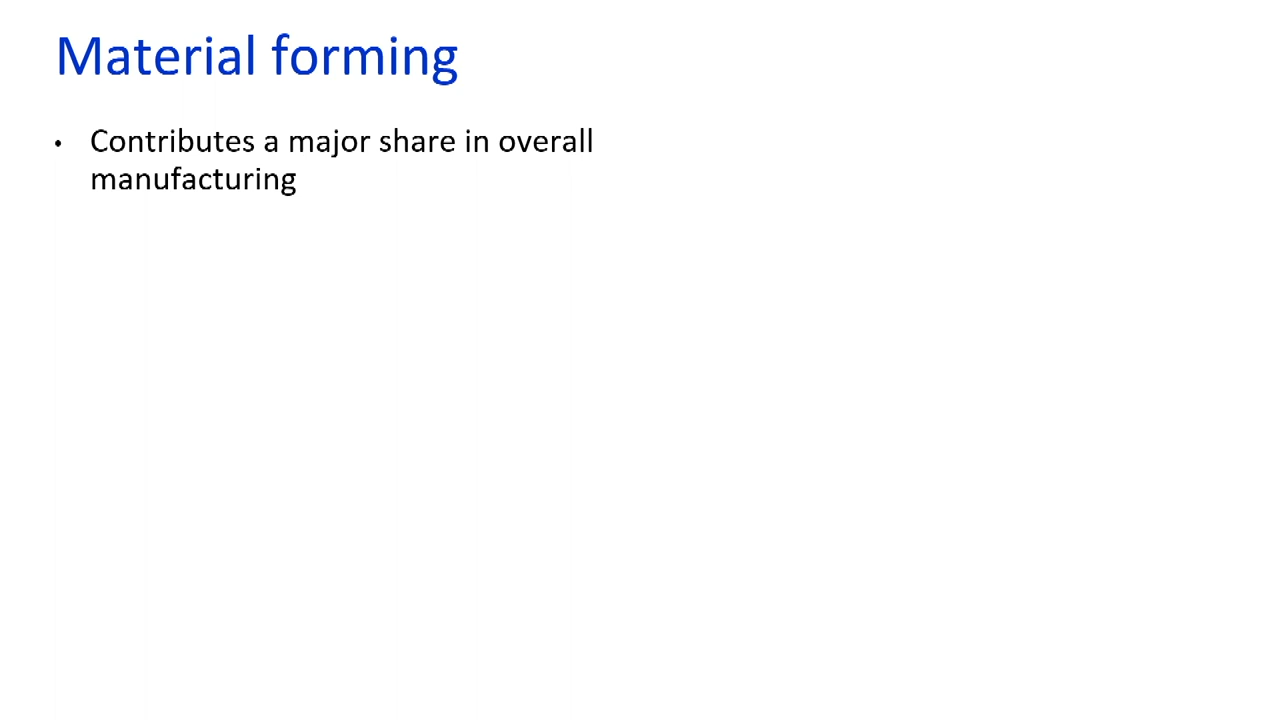 Material forming
• Contributes a major share in overall
manufacturing